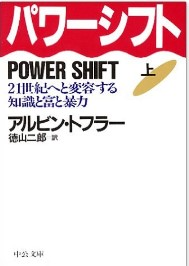 パワーシフト
POWER SHIFT 上
21世紀へと変容する
知識と富と暴力
アルビン・トフラー
徳山二郎 訳
中公文庫